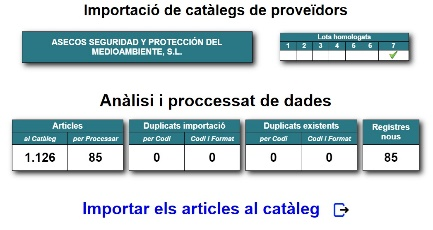 Importació de catàlegs de proveïdors
ASECOS SEGURIDAD Y PROTECCIÓN DEL
MEDIOAMBIENTE, S.L.
Lots homologats
1 2 3 4 5 6 7
Anàlisi i proccessat de dades
Articles Duplicats importació Duplicats existents Registres
nous
al Catàleg per Processar per Codi Codi i Format per Codi Codi i Format
1.126 85 0 0 0 0 85
Importar els articles al catàleg